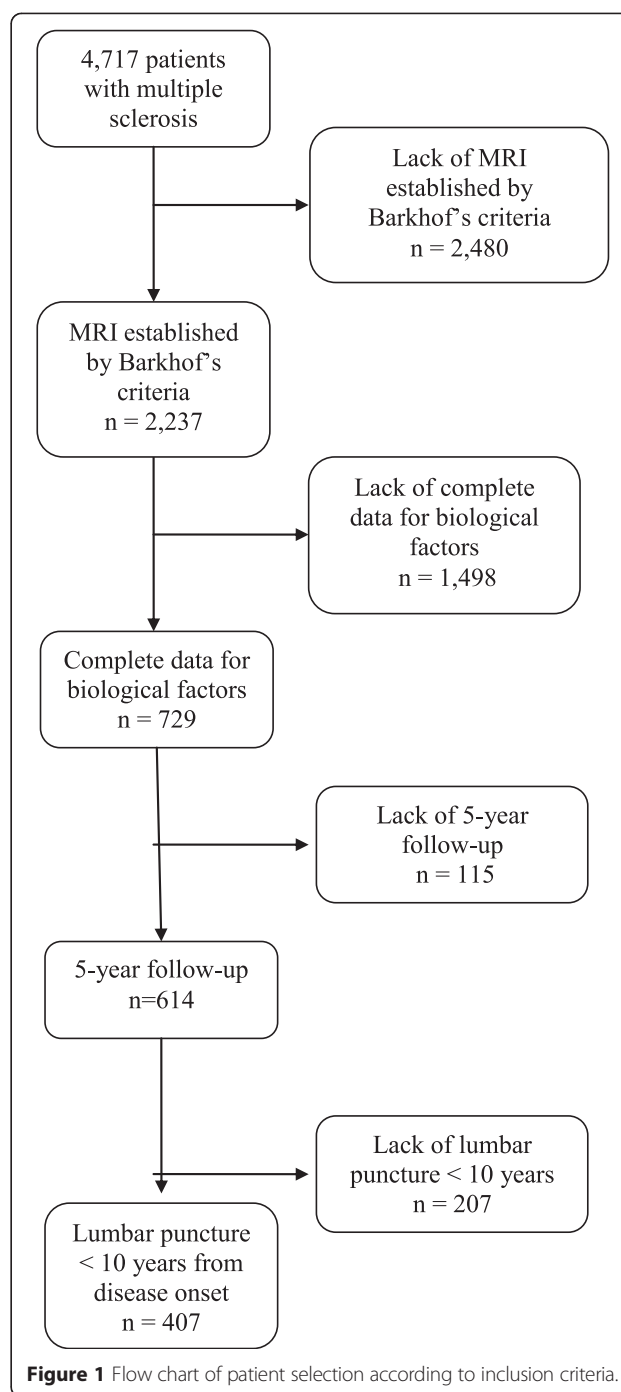 4,717 patients
with multiple
sclerosis
Lack of MRI
established by
Barkhof's criteria
n = 2,480
MRI established
by Barkhof's
criteria
n = 2,237
Lack of complete
data for biological
factors
n = 1,498
Complete data for
biological factors
n = 729
Lack of 5-year
follow-up
n = 115
5-year follow-up
n=614
Lack of lumbar
puncture < 10 years
n = 207
Lumbar puncture
< 10 years from
disease onset
n = 407
Figure 1 Flow chart of patient selection according to inclusion criteria.